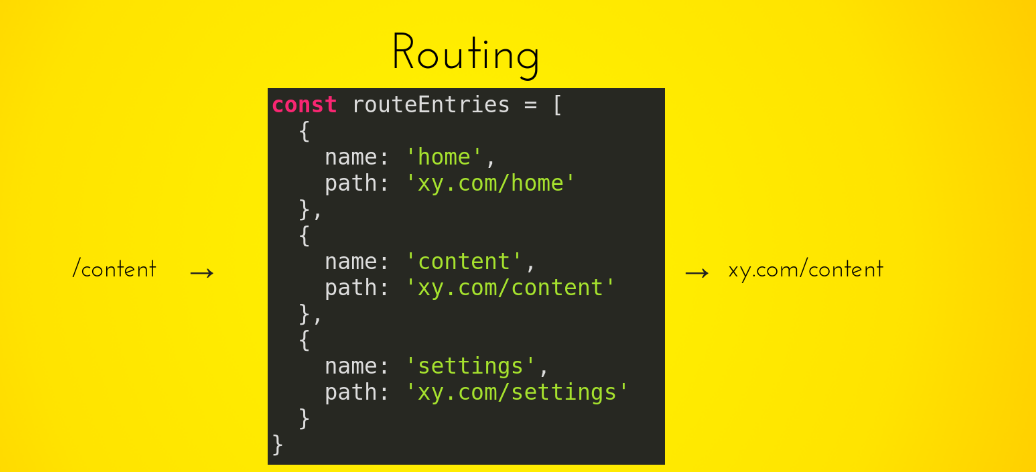 Routing
const routeEntries = [
  {
    name: 'home',
    path: 'xy.com/home'
  },
  {
    name: 'content',
    path: 'xy.com/content'
  },
  {
    name: 'settings',
    path: 'xy.com/settings'
  }
}
/content →
→ xy.com/content